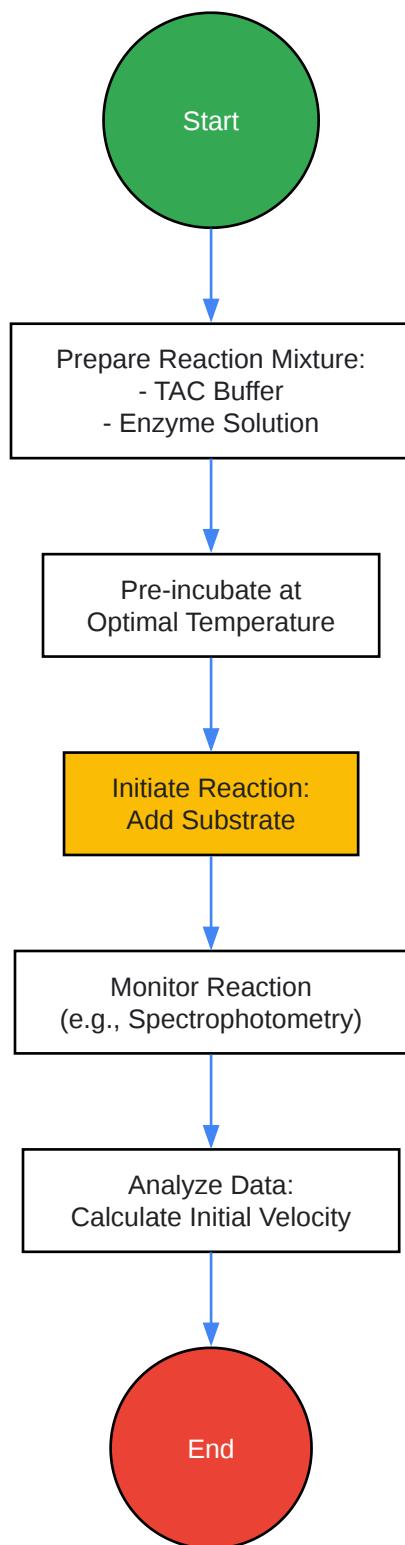 Start
Prepare Reaction Mixture:
- TAC Buffer
- Enzyme Solution
Pre-incubate at
Optimal Temperature
Initiate Reaction:
Add Substrate
Monitor Reaction
(e.g., Spectrophotometry)
Analyze Data:
Calculate Initial Velocity
End